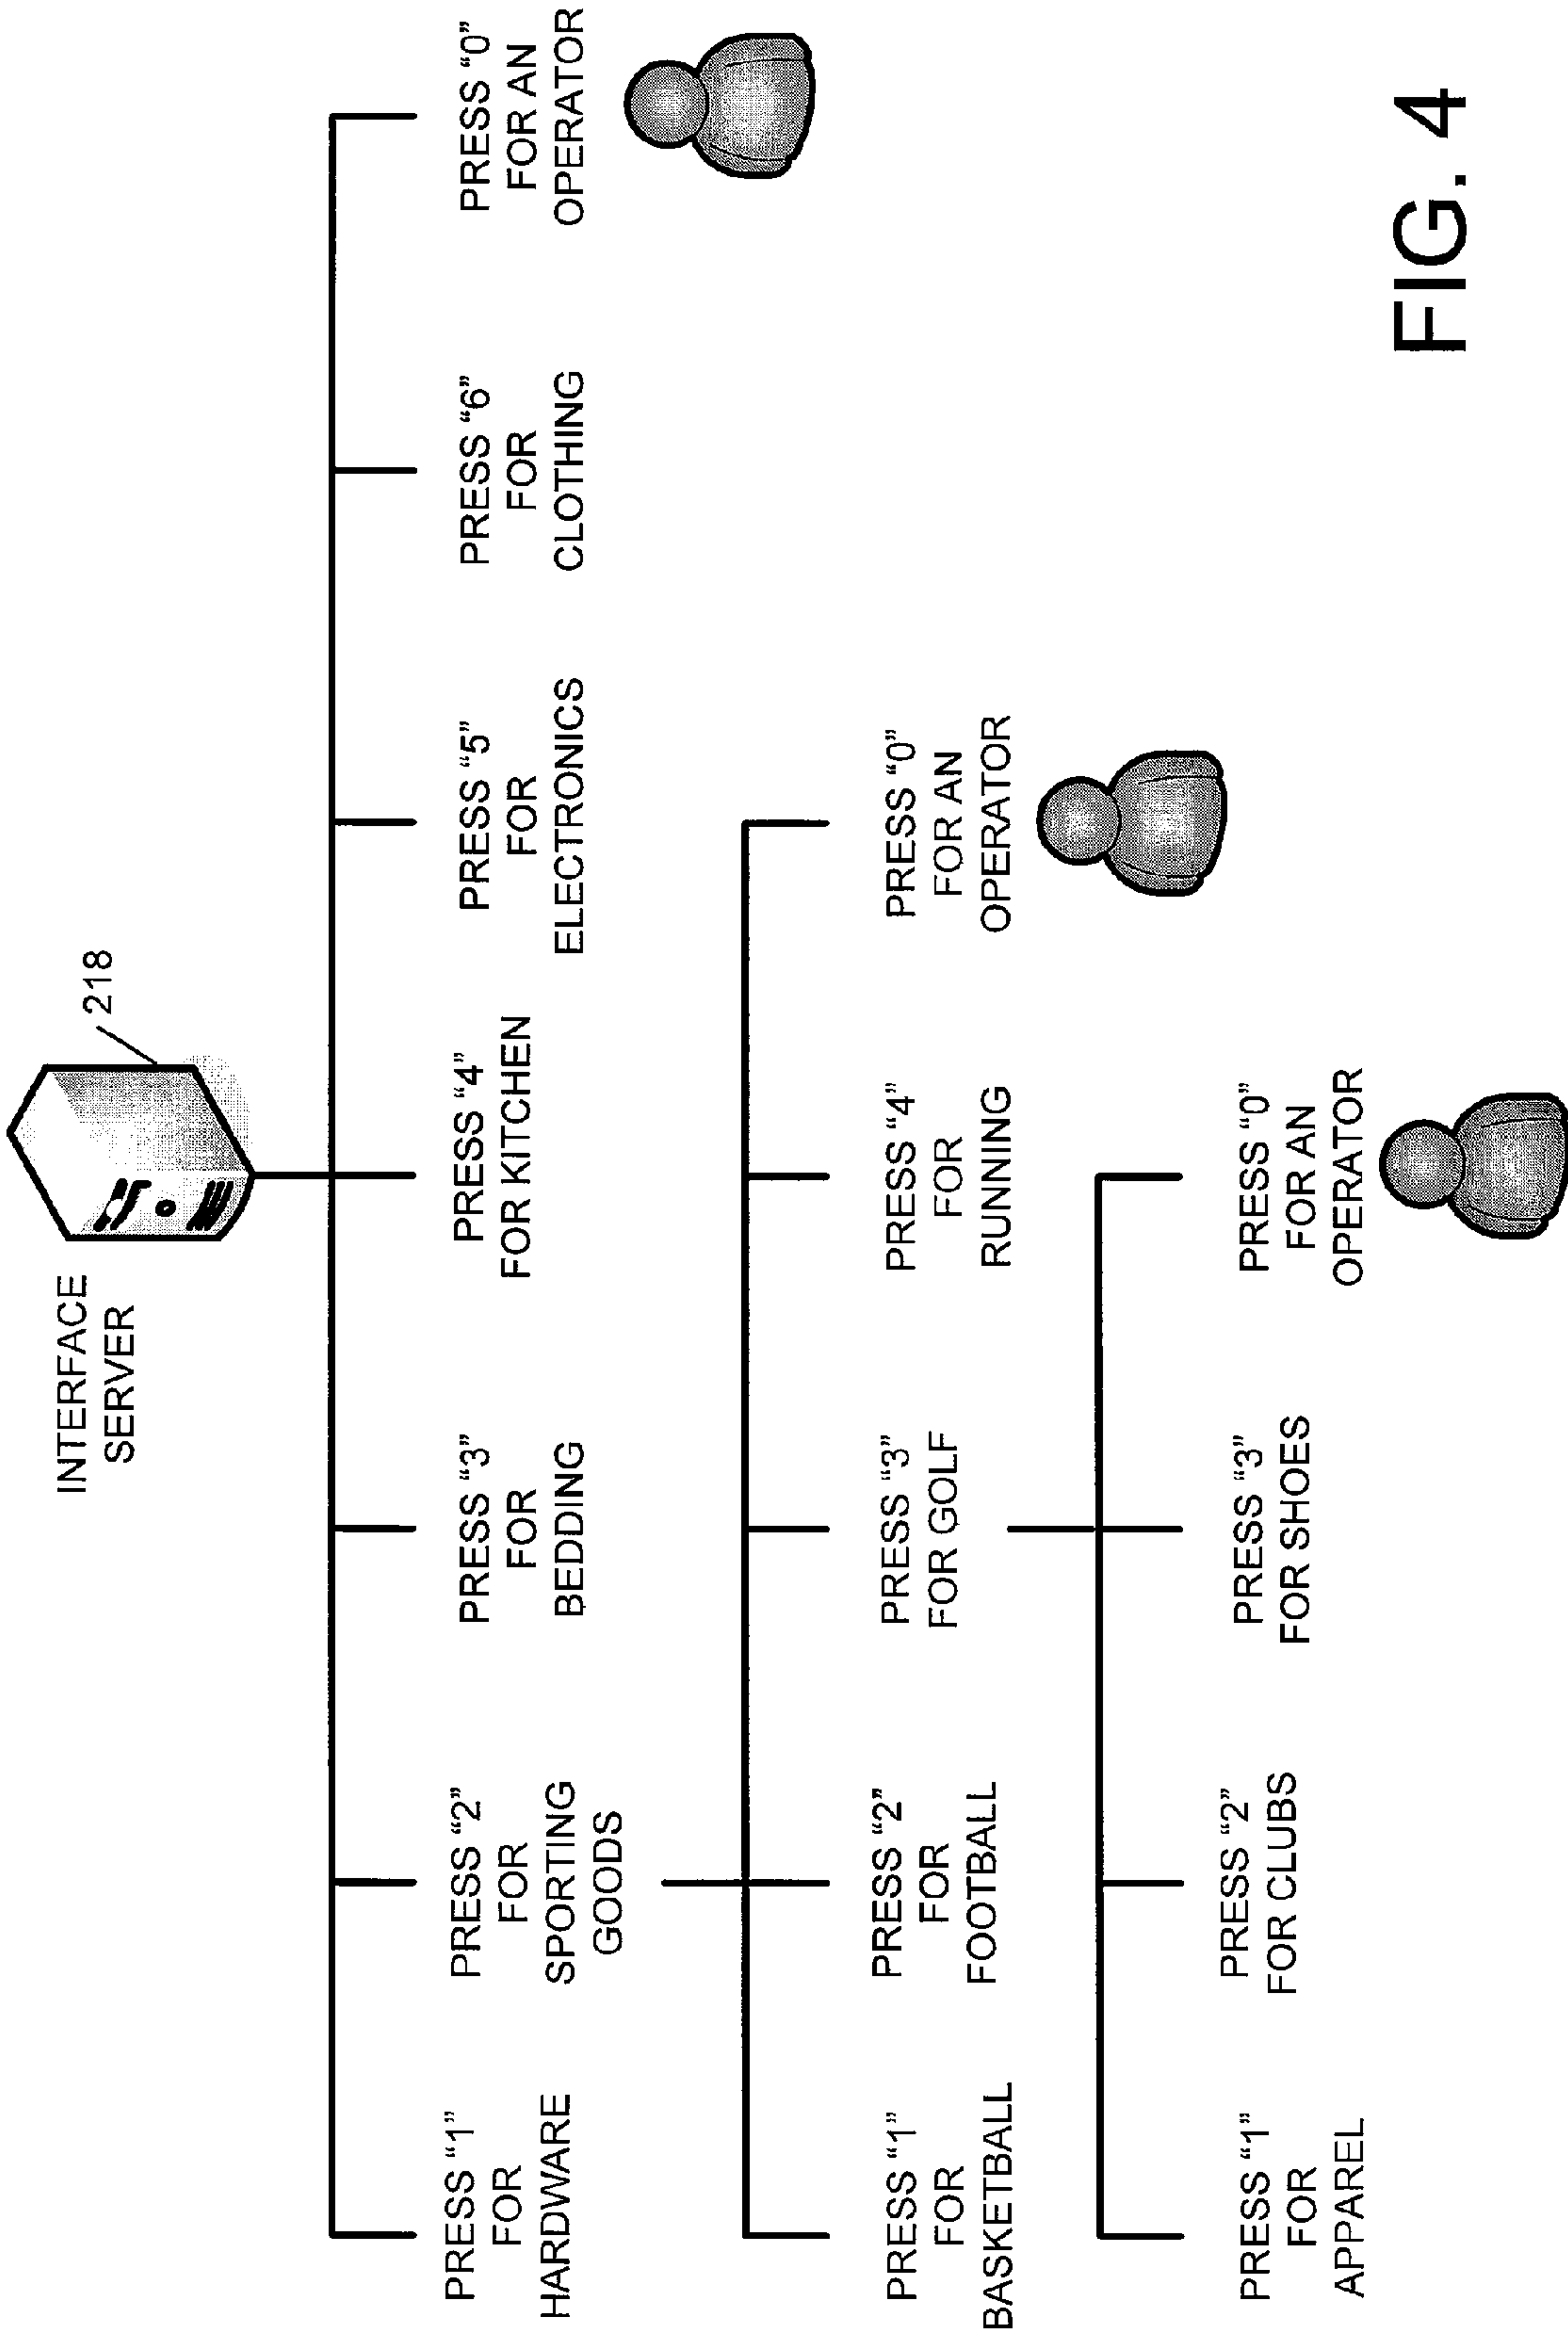 INTERFACE
SERVER
218
PRESS “1”
FOR
HARDWARE
PRESS “2”
FOR
SPORTING
GOODS
PRESS “3”
FOR
BEDDING
PRESS “4”
FOR KITCHEN
PRESS “5”
FOR
ELECTRONICS
PRESS “6”
FOR
CLOTHING
PRESS “0”
FOR AN
OPERATOR
PRESS “1”
FOR
BASKETBALL
PRESS “2”
FOR
FOOTBALL
PRESS “3”
FOR GOLF
PRESS “4”
FOR
RUNNING
PRESS “0”
FOR AN
OPERATOR
PRESS “1”
FOR
APPAREL
PRESS “2”
FOR CLUBS
PRESS “3”
FOR SHOES
PRESS “0”
FOR AN
OPERATOR
FIG. 4